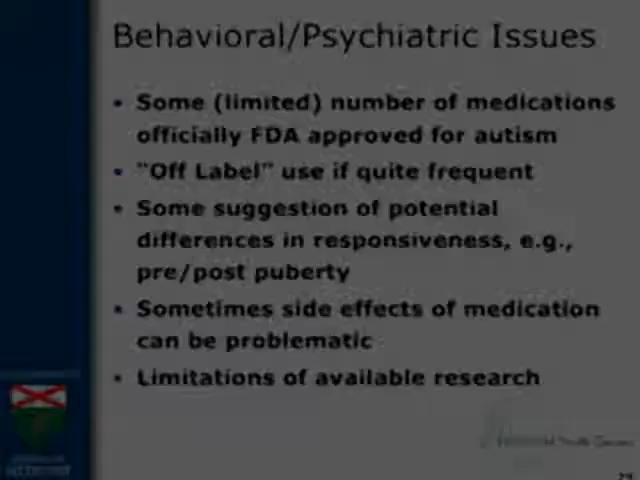 Behavioral/Psychiatric Issues
• Some (limited) number of medications
officially FDA approved for autism
• "Off Label" use if quite frequent
• Some suggestion of potential
differences in responsiveness, e.g.,
pre/post puberty
• Sometimes side effects of medication
can be problematic
• Limitations of available research